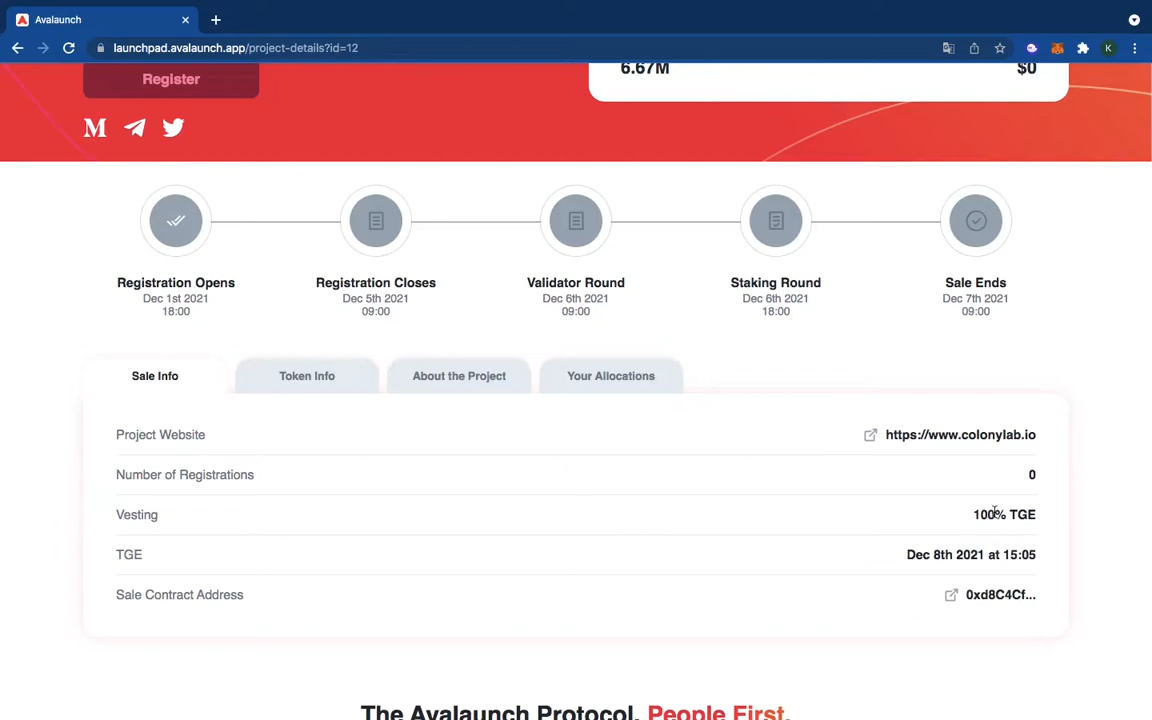 Avalaunch
launchpad.avalaunch.app/project-details?id=12
K
Register
6.67M
$0
M
Registration Opens
Dec 1st 2021
18:00
Registration Closes
Dec 5th 2021
09:00
Validator Round
Dec 6th 2021
09:00
Staking Round
Dec 6th 2021
18:00
Sale Ends
Dec 7th 2021
09:00
Sale Info
Token Info
About the Project
Your Allocations
Project Website
https://www.colonylab.io
Number of Registrations
0
Vesting
100% TGE
TGE
Dec 8th 2021 at 15:05
Sale Contract Address
0xd8C4Cf...
The Avalaunch Protocol. People First.